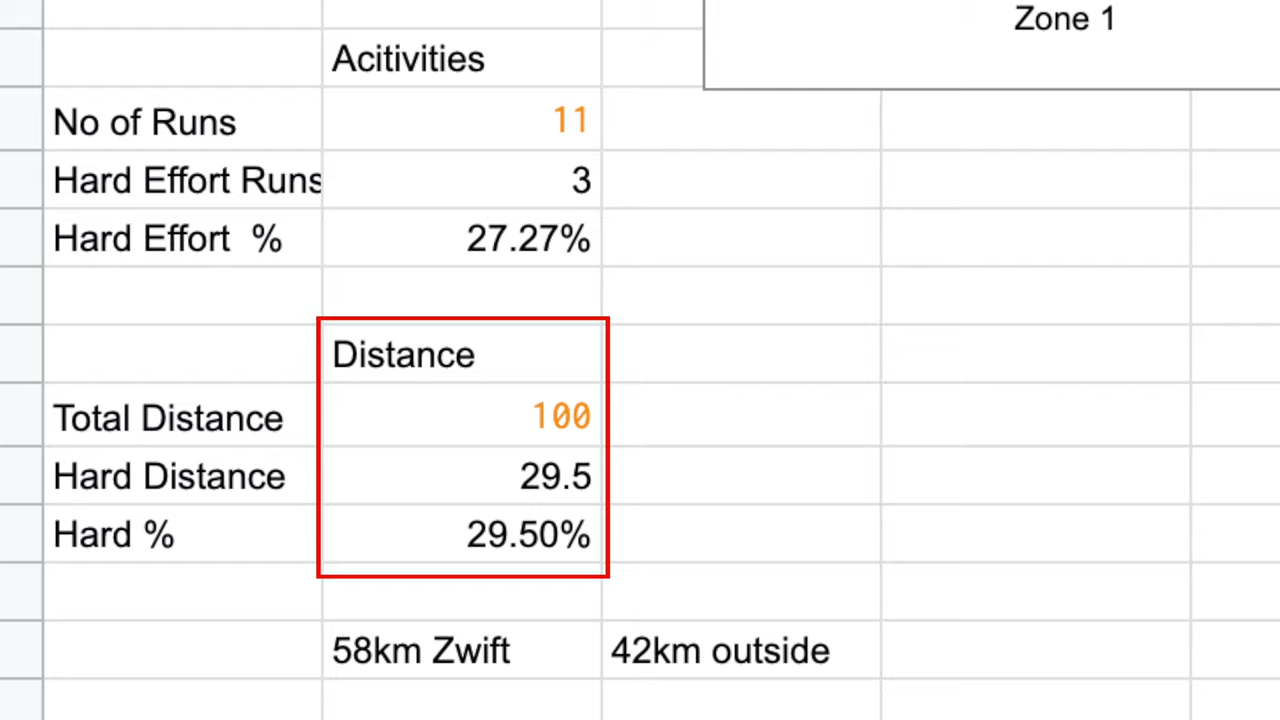 Zone 1
Acitivities
No of Runs 11
Hard Effort Runs 3
Hard Effort % 27.27%
Distance
Total Distance 100
Hard Distance 29.5
Hard % 29.50%
58km Zwift 42km outside